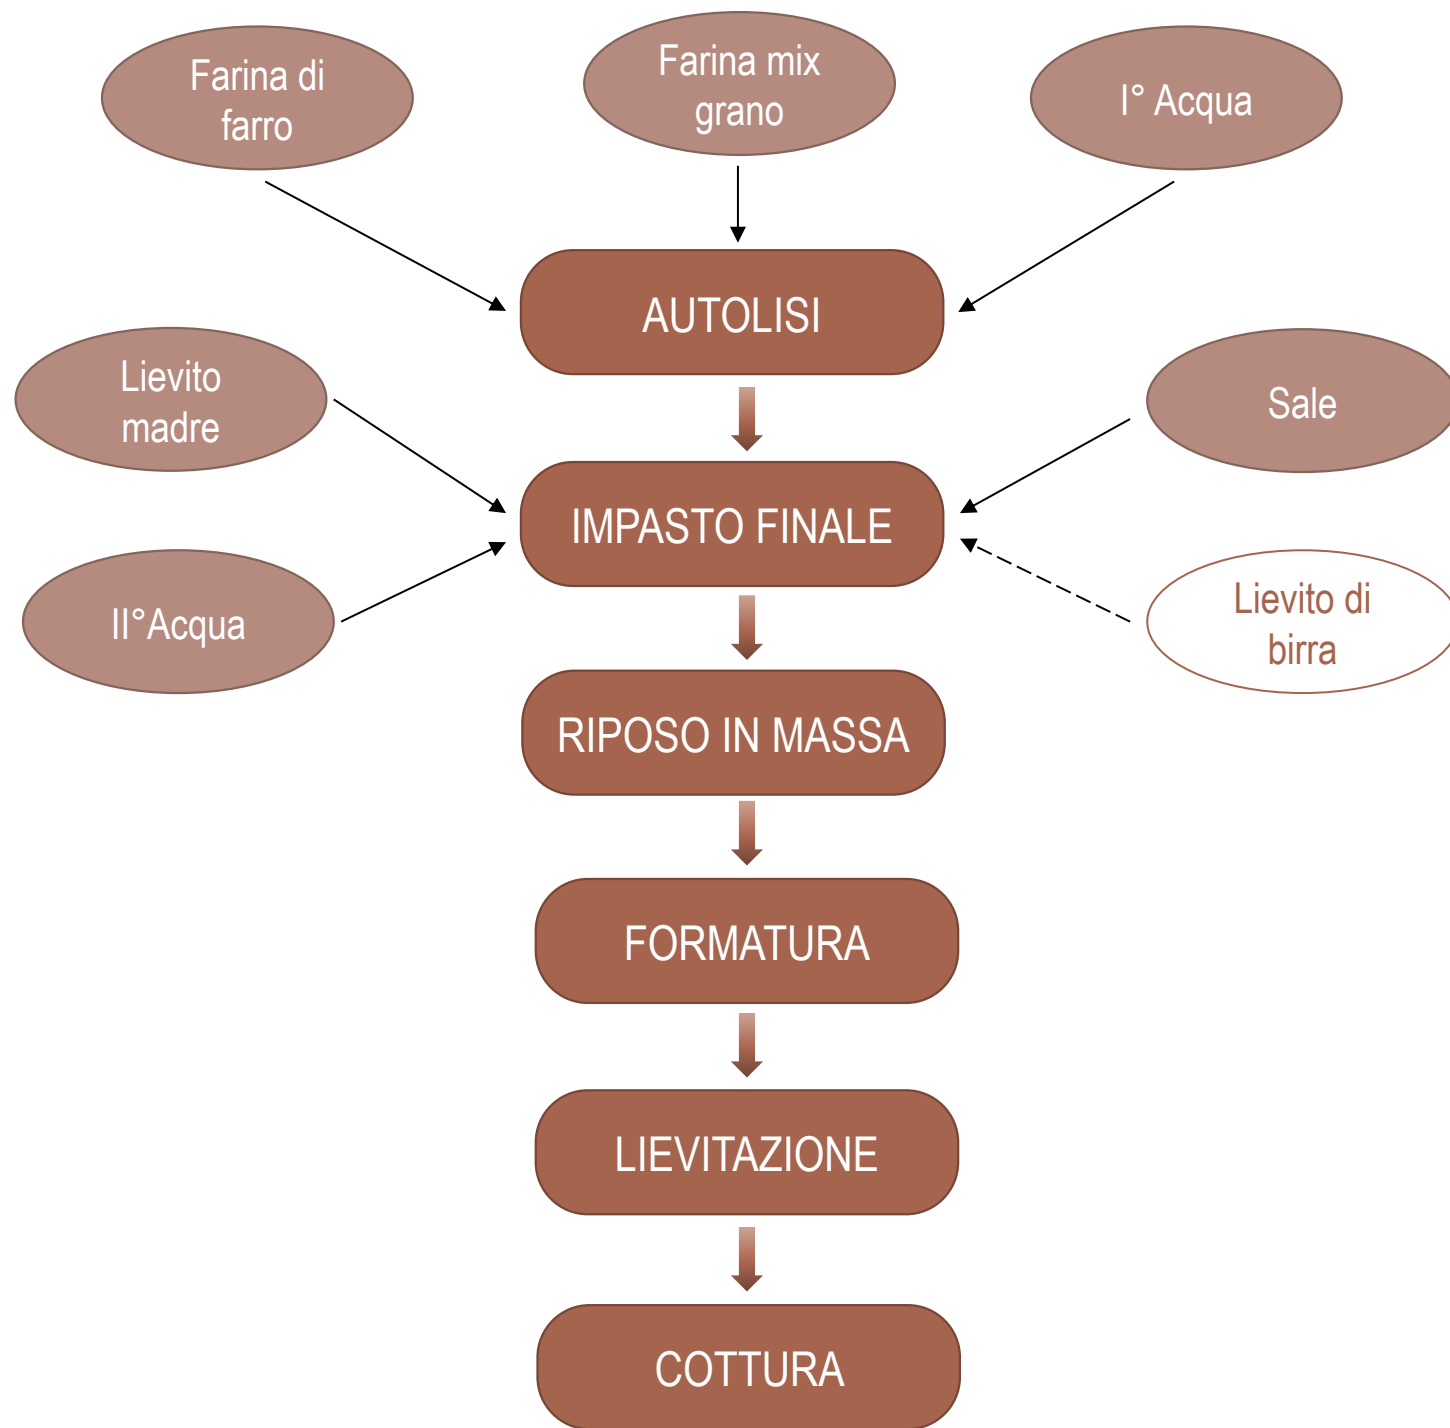 Farina di
farro
Farina mix
grano
I° Acqua
AUTOLISI
Lievito
madre
Sale
IMPASTO FINALE
II°Acqua
Lievito di
birra
RIPOSO IN MASSA
FORMATURA
LIEVITAZIONE
COTTURA